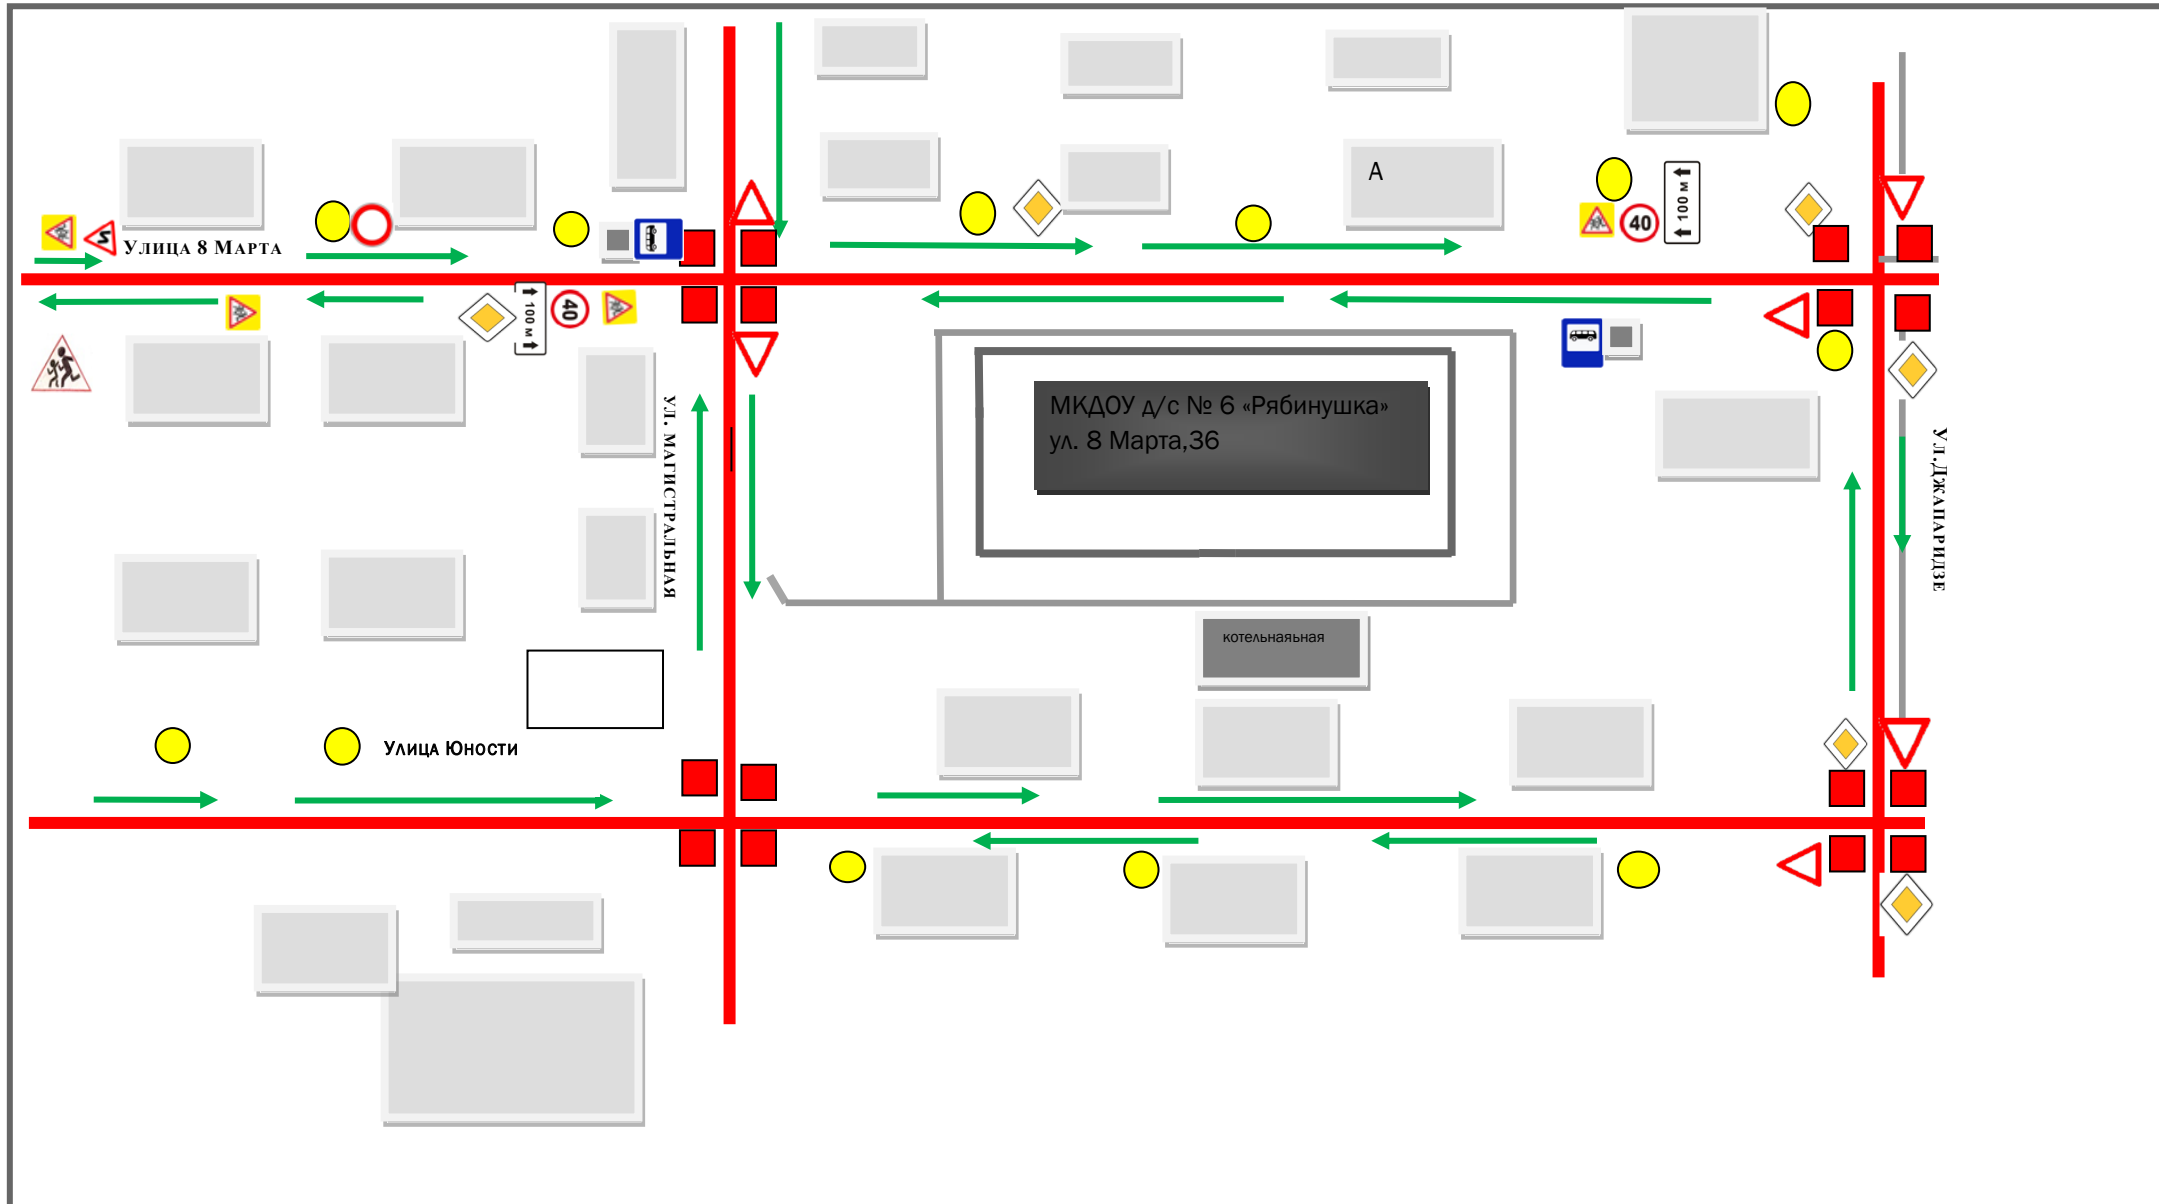 А
100 м
40
Улица 8 Марта
100 м
40
МКДОУ д/с № 6 «Рябинушка»
ул. 8 Марта,36
ул. магистральная
Ул.Джапаридзе
котельнаяьная
Улица Юности